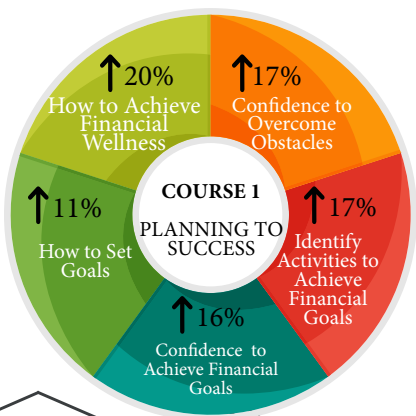 20%
How to Achieve
Financial
Wellness
17%
Confidence to
Overcome
Obstacles
17%
Identify
Activities to
Achieve
Financial
Goals
16%
Confidence to
Achieve Financial
Goals
11%
How to Set
Goals
COURSE 1
PLANNING TO
SUCCESS